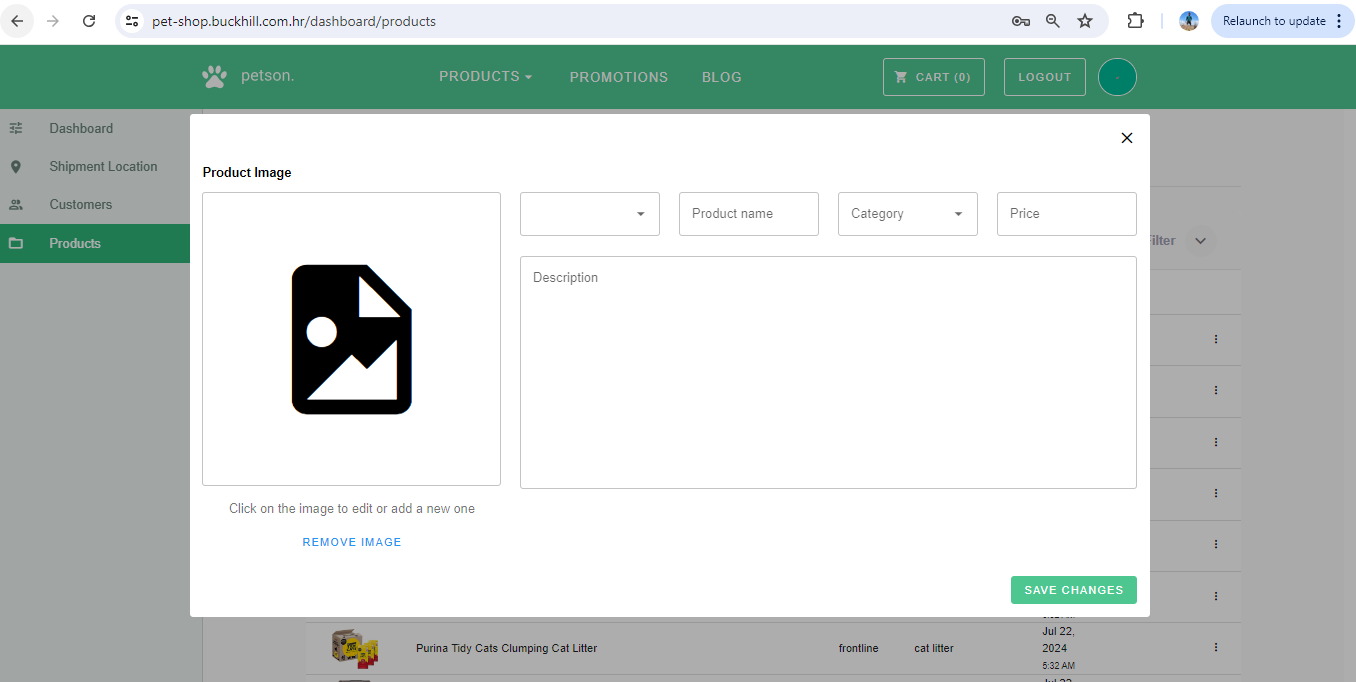 pet-shop.buckhill.com.hr/dashboard/products
Relaunch to update
petson.
PRODUCTS
PROMOTIONS
BLOG
CART (0)
LOGOUT
Dashboard
Shipment Location
Customers
Products
Product Image
Product name
Category
Price
Description
Click on the image to edit or add a new one
REMOVE IMAGE
SAVE CHANGES
Purina Tidy Cats Clumping Cat Litter
frontline
cat litter
Jul 22,
2024
5:32 AM